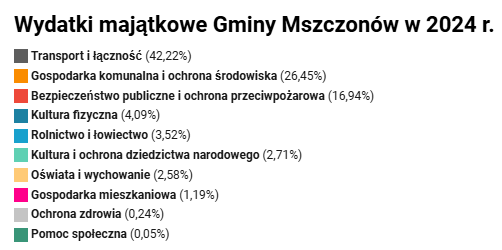 Wydatki majątkowe Gminy Mszczonów w 2024 r.
Transport i łączność (42,22%)
Gospodarka komunalna i ochrona środowiska (26,45%)
Bezpieczeństwo publiczne i ochrona przeciwpożarowa (16,94%)
Kultura fizyczna (4,09%)
Rolnictwo i łowiectwo (3,52%)
Kultura i ochrona dziedzictwa narodowego (2,71%)
Oświata i wychowanie (2,58%)
Gospodarka mieszkaniowa (1,19%)
Ochrona zdrowia (0,24%)
Pomoc społeczna (0,05%)